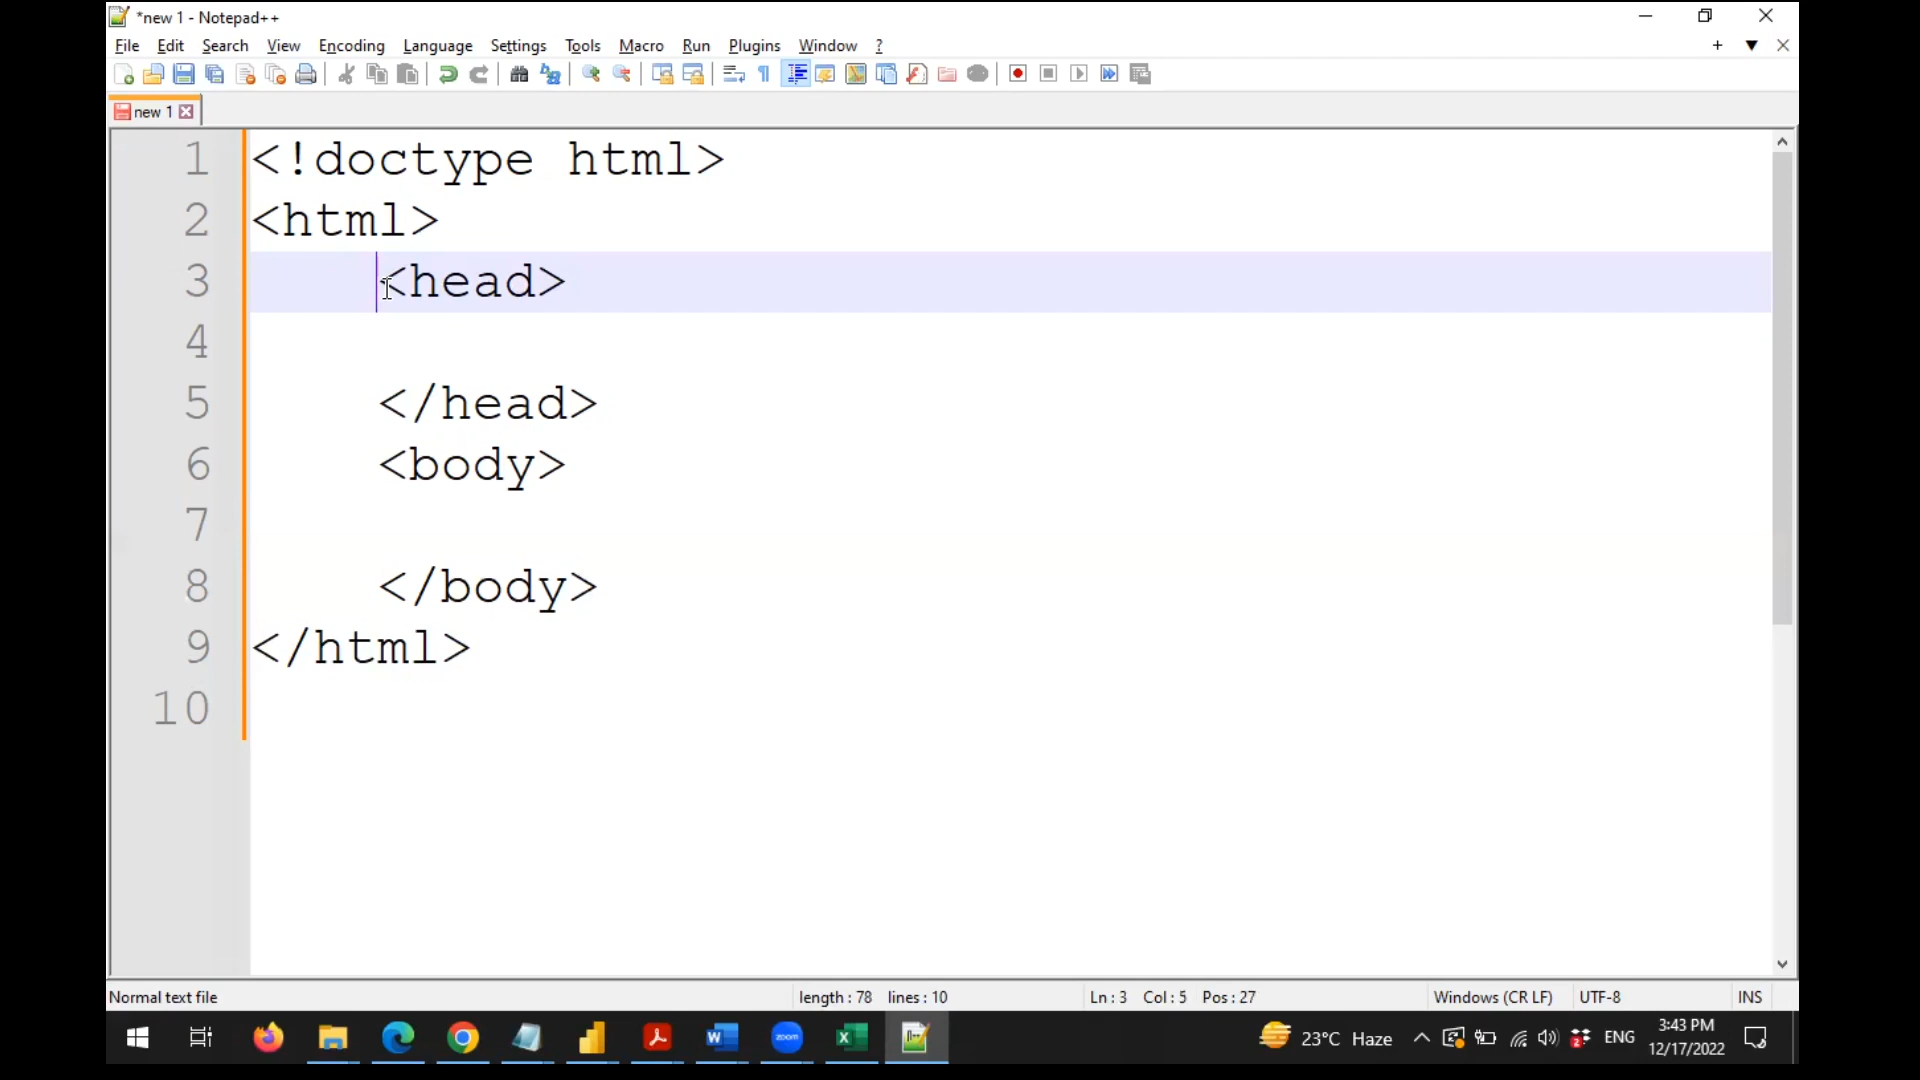 *new 1 - Notepad++
File Edit Search View Encoding Language Settings Tools Macro Run Plugins Window ?
new 1
1 <!doctype html>
2 <html>
3 <head>
4
5 </head>
6 <body>
7
8 </body>
9 </html>
10
Normal text file length : 78 lines : 10 Ln : 3 Col : 5 Pos : 27 Windows (CR LF) UTF-8 INS
zoom 23°C Haze 2 ENG 3:43 PM
12/17/2022